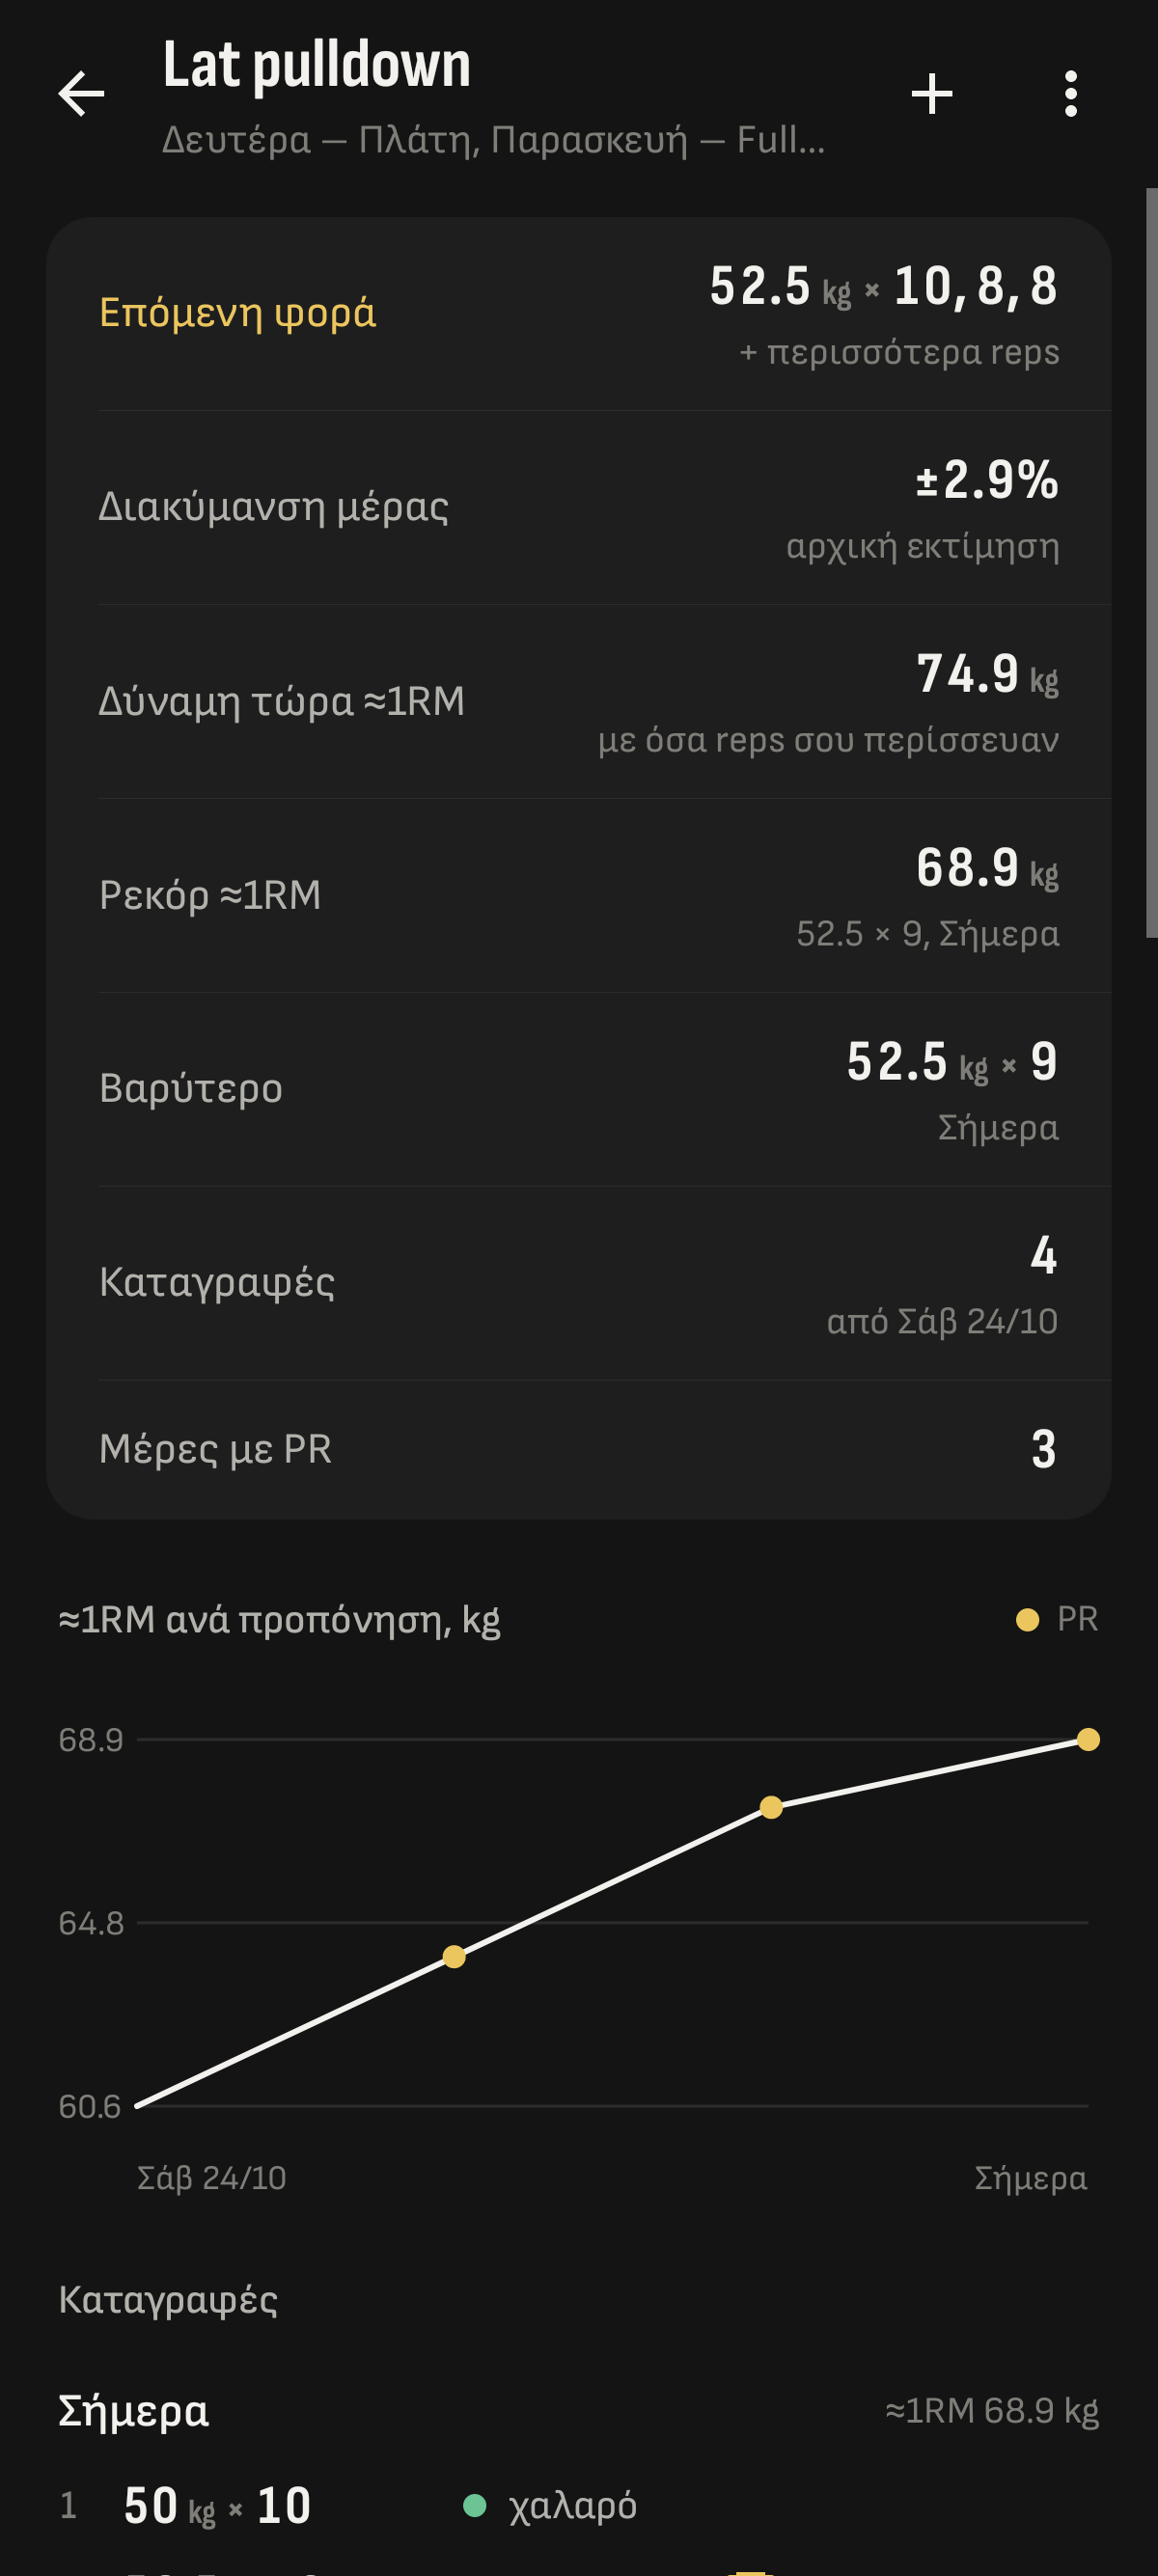 Lat pulldown
Δευτέρα – Πλάτη, Παρασκευή – Full...
Επόμενη φορά
52.5 kg × 10, 8, 8
+ περισσότερα reps
Διακύμανση μέρας
±2.9%
αρχική εκτίμηση
Δύναμη τώρα ≈1RM
74.9 kg
με όσα reps σου περίσσευαν
Ρεκόρ ≈1RM
68.9 kg
52.5 × 9, Σήμερα
Βαρύτερο
52.5 kg × 9
Σήμερα
Καταγραφές
4
από Σάβ 24/10
Μέρες με PR
3
≈1RM ανά προπόνηση, kg
PR
68.9
64.8
60.6
Σάβ 24/10
Σήμερα
Καταγραφές
Σήμερα
≈1RM 68.9 kg
1 50 kg × 10 χαλαρό